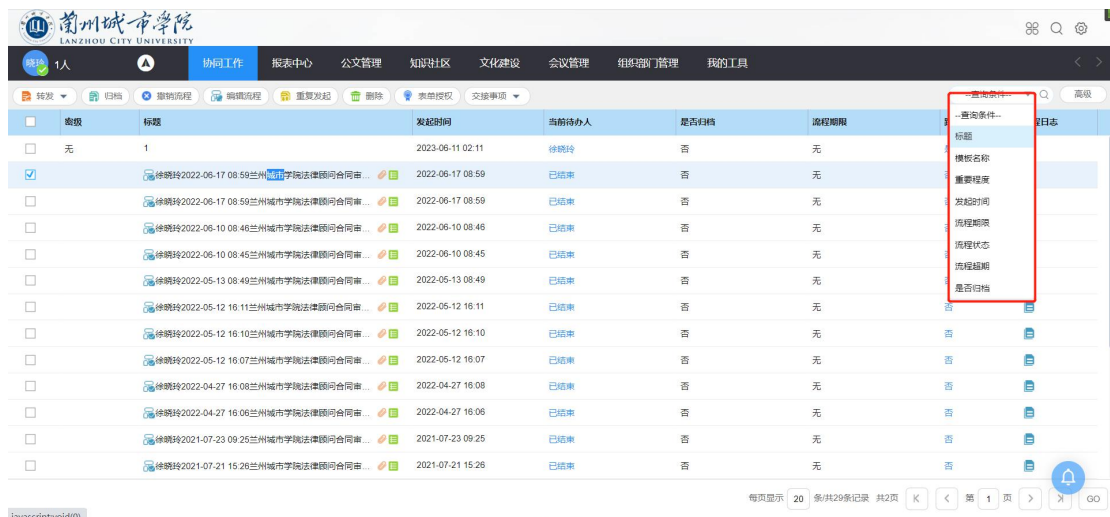 兰州城市学院
LANZHOU CITY UNIVERSITY
晓玲 1人 协同工作 报表中心 公文管理 知识社区 文化建设 会议管理 组织部门管理 我的工具
转发 归档 撤销流程 编辑流程 重复发起 删除 表单授权 交接事项 --查询条件-- 高级
密级 标题 发起时间 当前待办人 是否归档 流程期限 程日志
--查询条件--
标题
模板名称
重要程度
发起时间
流程期限
流程状态
流程超期
是否归档
无 1 2023-06-11 02:11 徐晓玲 否 无
徐晓玲2022-06-17 08:59兰州城市学院法律顾问合同审... 2022-06-17 08:59 已结束 否 无
徐晓玲2022-06-17 08:59兰州城市学院法律顾问合同审... 2022-06-17 08:59 已结束 否 无
徐晓玲2022-06-10 08:46兰州城市学院法律顾问合同审... 2022-06-10 08:46 已结束 否 无
徐晓玲2022-06-10 08:45兰州城市学院法律顾问合同审... 2022-06-10 08:45 已结束 否 无
徐晓玲2022-05-13 08:49兰州城市学院法律顾问合同审... 2022-05-13 08:49 已结束 否 无
徐晓玲2022-05-12 16:11兰州城市学院法律顾问合同审... 2022-05-12 16:11 已结束 否 无 否
徐晓玲2022-05-12 16:10兰州城市学院法律顾问合同审... 2022-05-12 16:10 已结束 否 无 否
徐晓玲2022-05-12 16:07兰州城市学院法律顾问合同审... 2022-05-12 16:07 已结束 否 无 否
徐晓玲2022-04-27 16:08兰州城市学院法律顾问合同审... 2022-04-27 16:08 已结束 否 无 否
徐晓玲2022-04-27 16:06兰州城市学院法律顾问合同审... 2022-04-27 16:06 已结束 否 无 否
徐晓玲2021-07-23 09:25兰州城市学院法律顾问合同审... 2021-07-23 09:25 已结束 否 无 否
徐晓玲2021-07-21 15:26兰州城市学院法律顾问合同审... 2021-07-21 15:26 已结束 否 无 否
每页显示 20 条/共29条记录 共2页 第 1 页 GO
javascript:void(0)